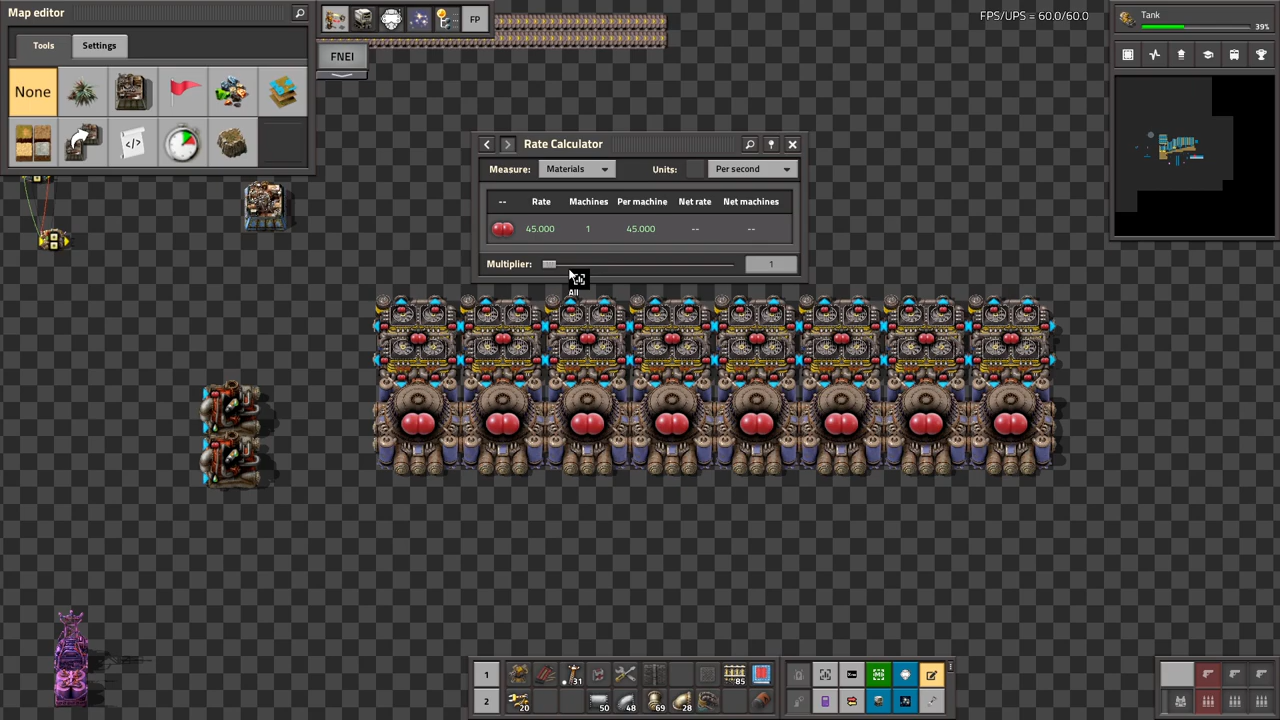 Map editor
FP
FPS/UPS = 60.0/60.0
Tank
39%
Tools
Settings
FNEI
None
Rate Calculator
Measure:
Materials
Units:
Per second
--
Rate
Machines
Per machine
Net rate
Net machines
45.000
1
45.000
--
--
Multiplier:
1
All
1
31
85
2
20
50
48
69
28